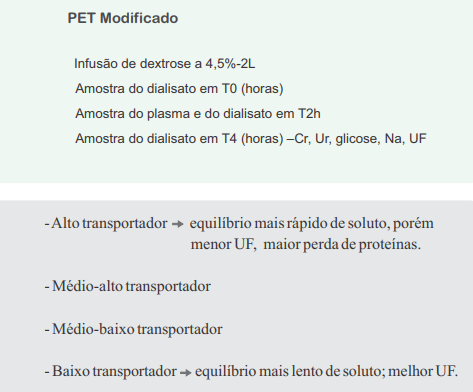 PET Modificado
Infusão de dextrose a 4,5%-2L
Amostra do dialisato em T0 (horas)
Amostra do plasma e do dialisato em T2h
Amostra do dialisato em T4 (horas) –Cr, Ur, glicose, Na, UF
- Alto transportador → equilíbrio mais rápido de soluto, porém
menor UF, maior perda de proteínas.
- Médio-alto transportador
- Médio-baixo transportador
- Baixo transportador → equilíbrio mais lento de soluto; melhor UF.